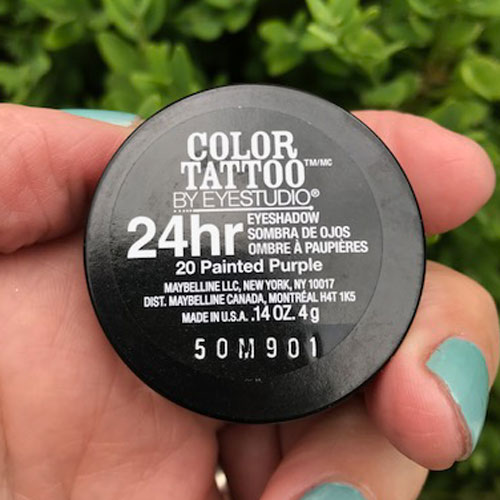 COLOR
TATTOO™/MC
BY EYESTUDIO®
24hr
EYESHADOW
SOMBRA DE OJOS
OMBRE À PAUPIÈRES
20 Painted Purple
MAYBELLINE LLC, NEW YORK, NY 10017
DIST. MAYBELLINE CANADA, MONTRÉAL H4T 1K5
MADE IN U.S.A. .14 OZ. 4 g
50M901